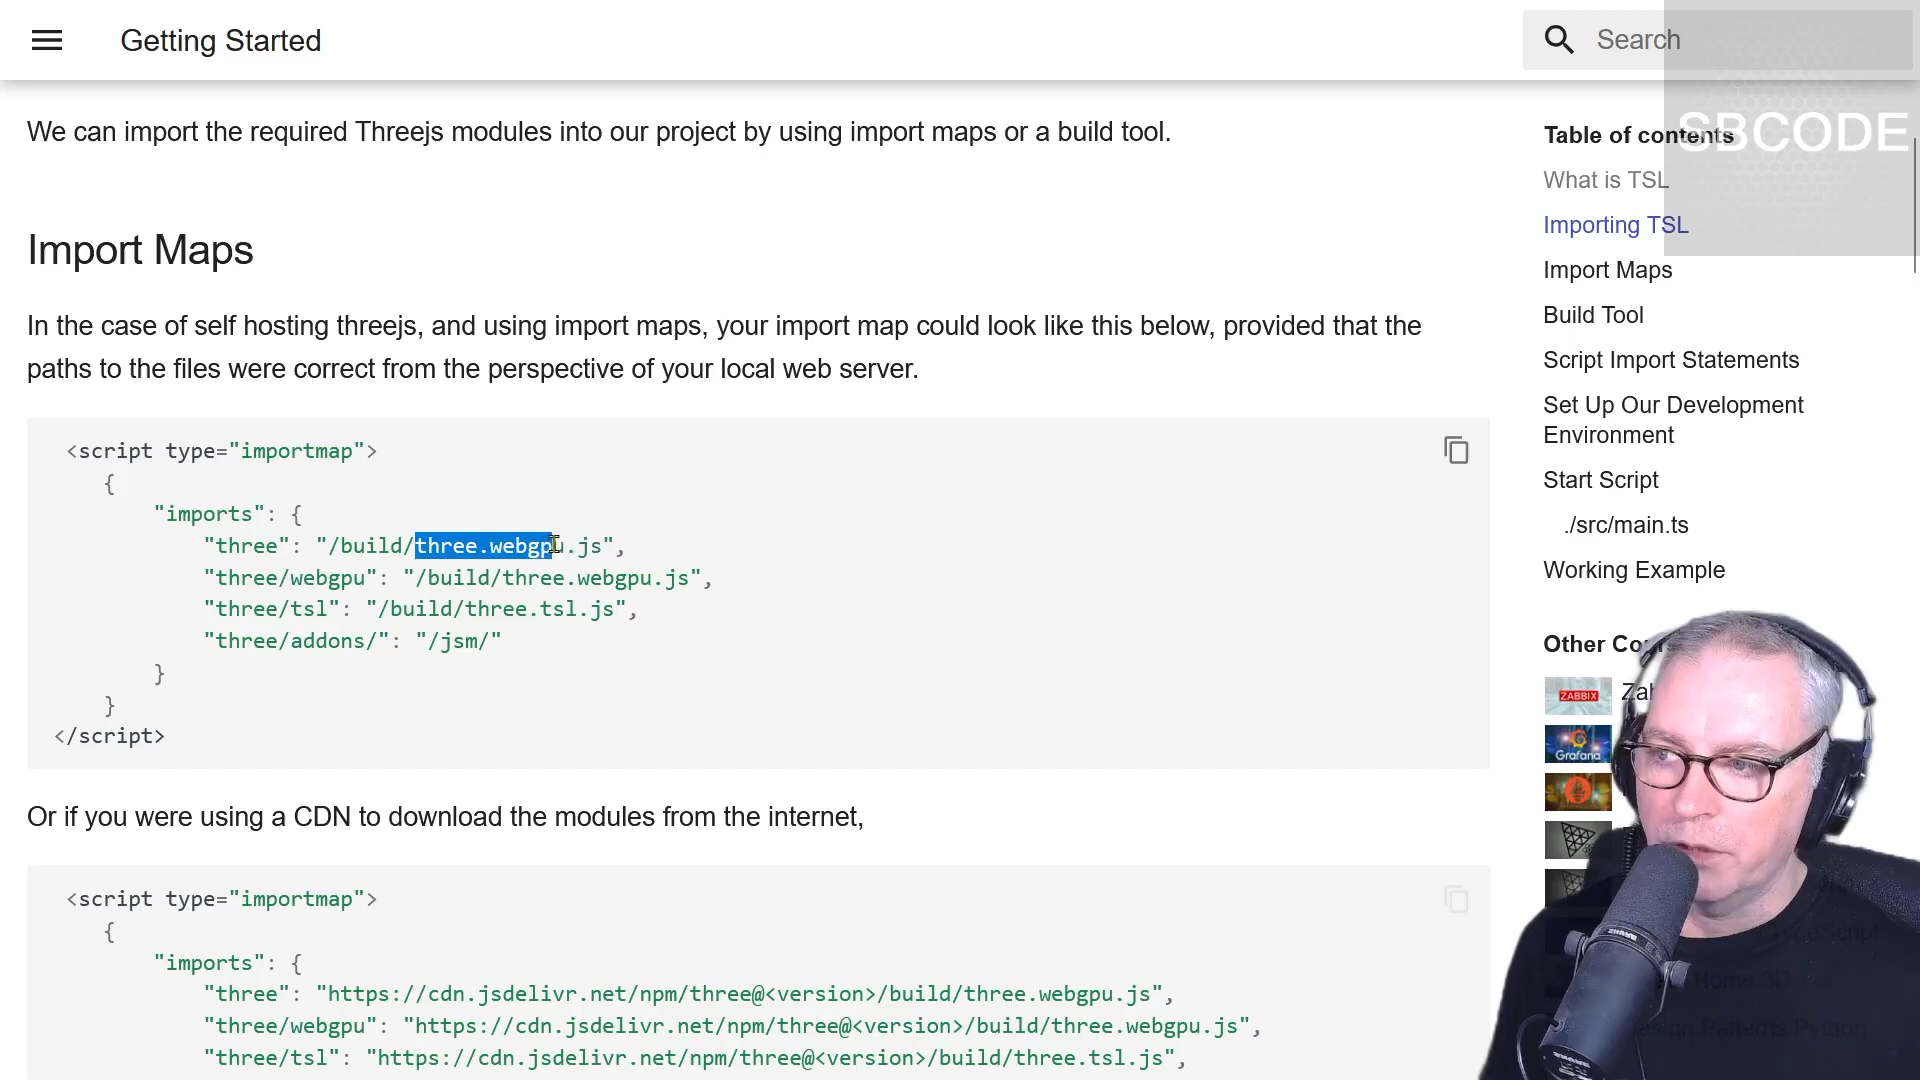 Getting Started
Search
SBCODE
We can import the required Threejs modules into our project by using import maps or a build tool.
Import Maps
In the case of self hosting threejs, and using import maps, your import map could look like this below, provided that the
paths to the files were correct from the perspective of your local web server.
<script type="importmap">
{
"imports": {
"three": "/build/three.webgpu.js",
"three/webgpu": "/build/three.webgpu.js",
"three/tsl": "/build/three.tsl.js",
"three/addons/": "/jsm/"
}
}
</script>
Or if you were using a CDN to download the modules from the internet,
<script type="importmap">
{
"imports": {
"three": "https://cdn.jsdelivr.net/npm/three@<version>/build/three.webgpu.js",
"three/webgpu": "https://cdn.jsdelivr.net/npm/three@<version>/build/three.webgpu.js",
"three/tsl": "https://cdn.jsdelivr.net/npm/three@<version>/build/three.tsl.js",
Table of contents
What is TSL
Importing TSL
Import Maps
Build Tool
Script Import Statements
Set Up Our Development
Environment
Start Script
./src/main.ts
Working Example
Other
ZABBIX
Grafana
TypeScript
Home 3D
Design Patterns Python